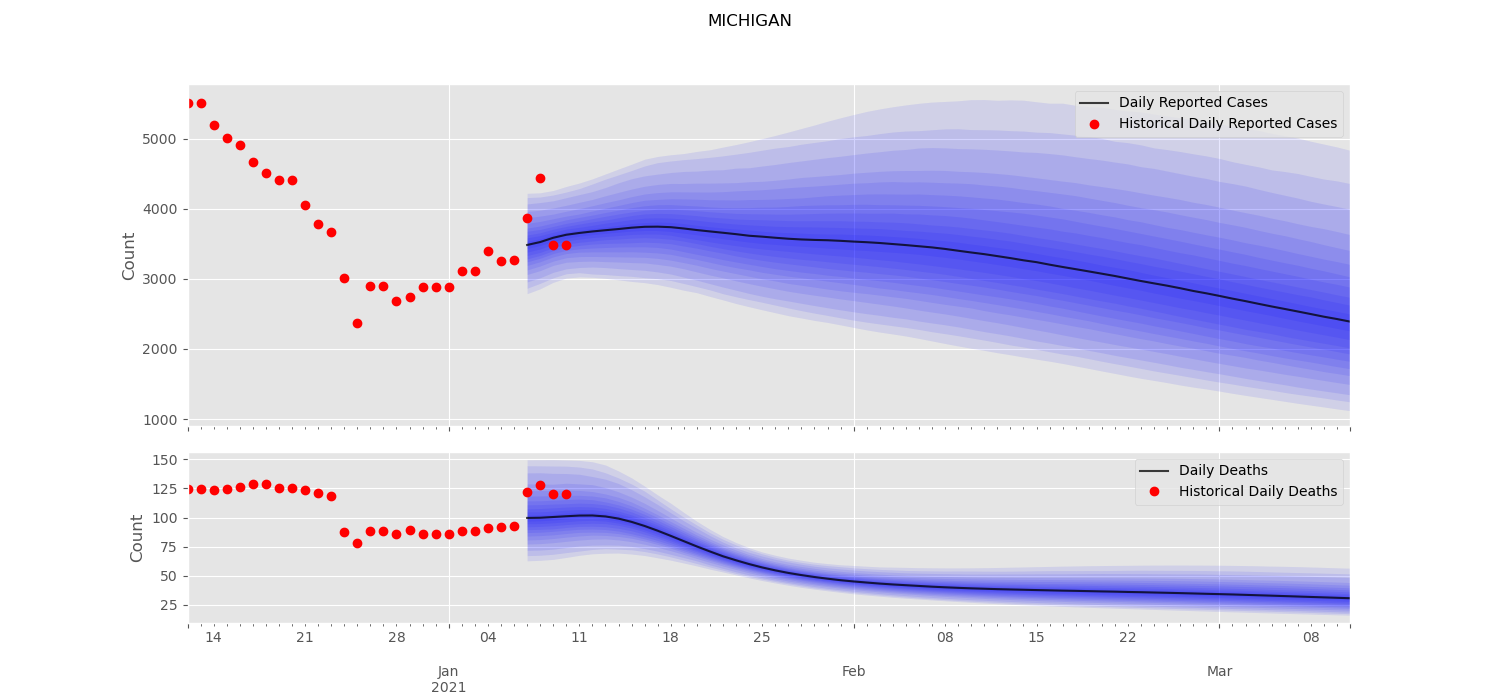 MICHIGAN
Daily Reported Cases
Historical Daily Reported Cases
5000
4000
3000
2000
1000
Count
Daily Deaths
Historical Daily Deaths
150
125
100
75
50
25
Count
14 21 28 04 11 18 25 08 15 22 08
Jan Feb Mar
2021